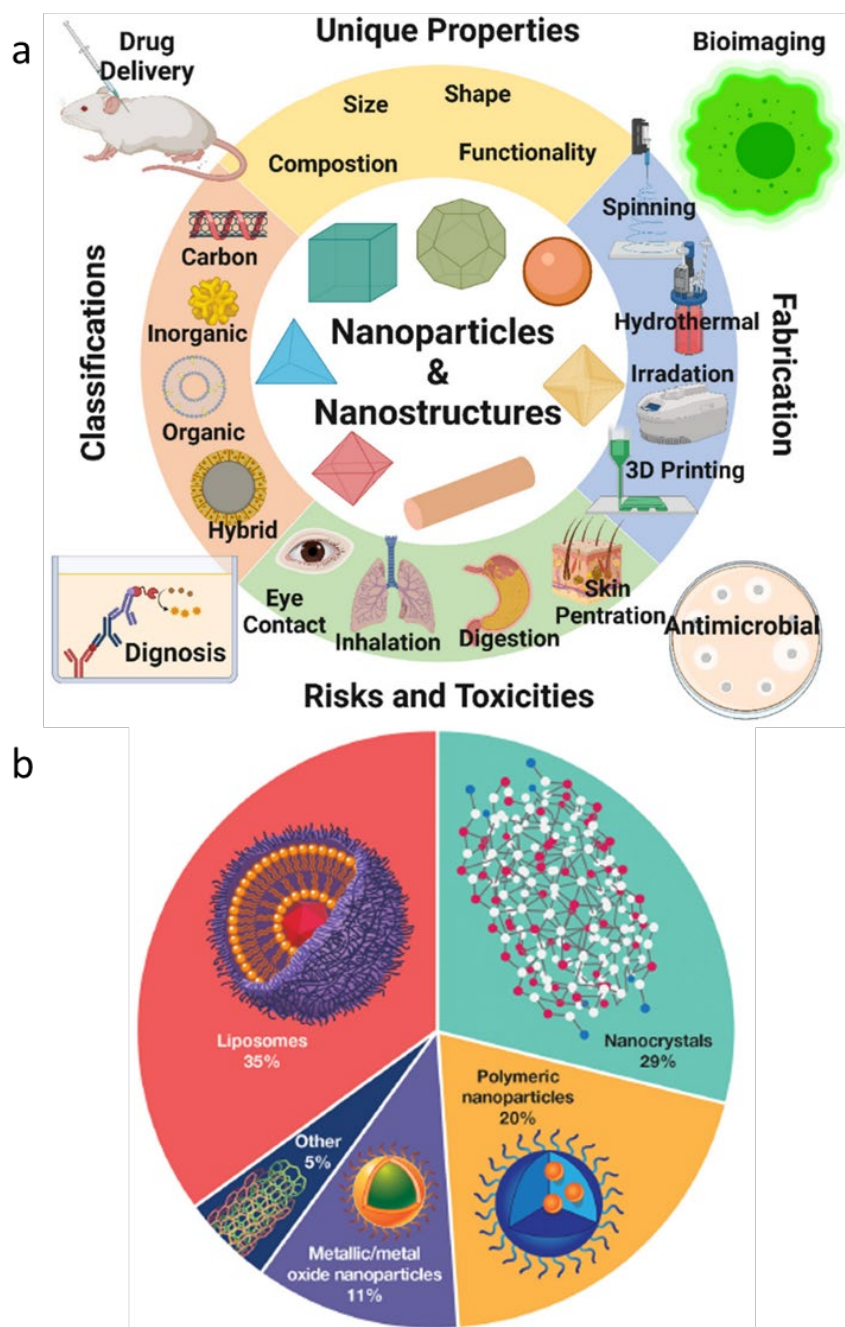 a
Drug
Delivery
Unique Properties
Bioimaging
Size
Shape
Compostion
Functionality
Classifications
Carbon
Inorganic
Organic
Hybrid
Nanoparticles
&
Nanostructures
Spinning
Hydrothermal
Irradation
3D Printing
Fabrication
Eye
Contact
Inhalation
Digestion
Skin
Pentration
Dignosis
Antimicrobial
Risks and Toxicities
b
Liposomes
35%
Nanocrystals
29%
Polymeric
nanoparticles
20%
Other
5%
Metallic/metal
oxide nanoparticles
11%